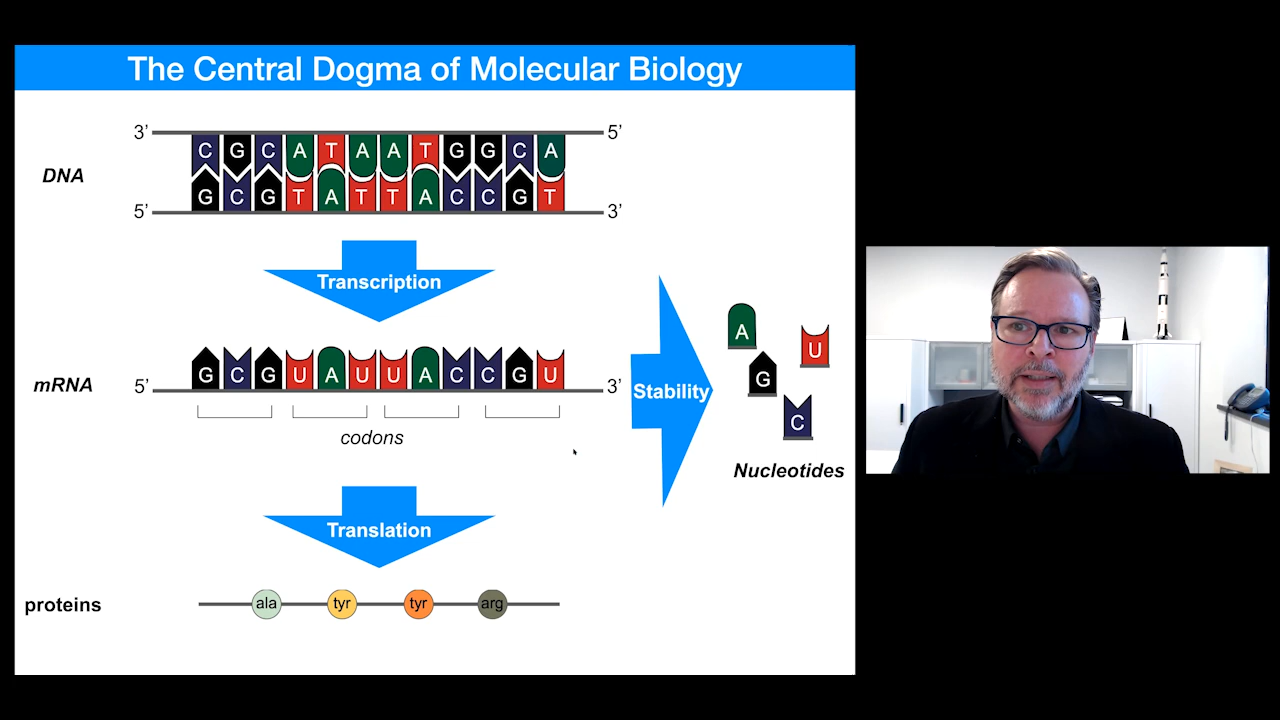 The Central Dogma of Molecular Biology
3’ 5’
C G C A T A A T G G C A
DNA
G C G T A T T A C C G T
5’ 3’
Transcription
A
U
G
mRNA 5’ G C G U A U U A C C G U 3’
Stability
C
codons
Nucleotides
Translation
proteins ala tyr tyr arg